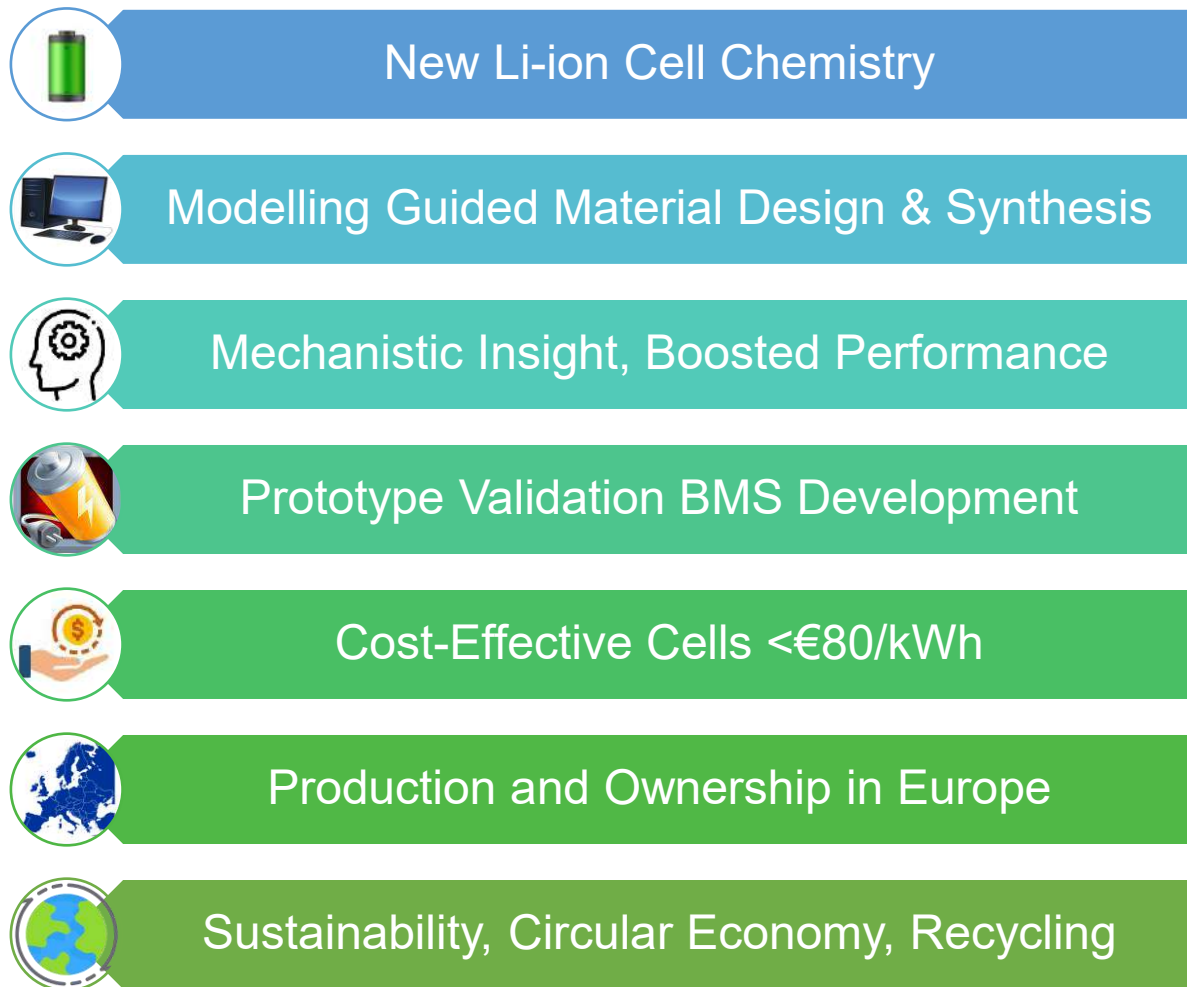 New Li-ion Cell Chemistry
Modelling Guided Material Design & Synthesis
Mechanistic Insight, Boosted Performance
Prototype Validation BMS Development
Cost-Effective Cells <€80/kWh
Production and Ownership in Europe
Sustainability, Circular Economy, Recycling